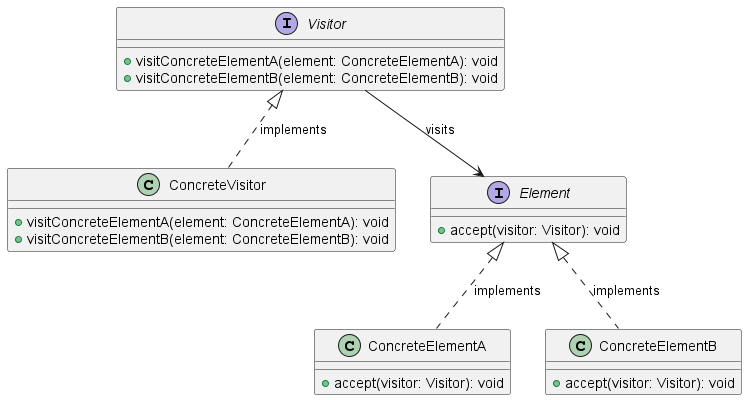 I Visitor
visitConcreteElementA(element: ConcreteElementA): void
visitConcreteElementB(element: ConcreteElementB): void
implements
visits
C ConcreteVisitor
visitConcreteElementA(element: ConcreteElementA): void
visitConcreteElementB(element: ConcreteElementB): void
I Element
accept(visitor: Visitor): void
implements
implements
C ConcreteElementA
accept(visitor: Visitor): void
C ConcreteElementB
accept(visitor: Visitor): void